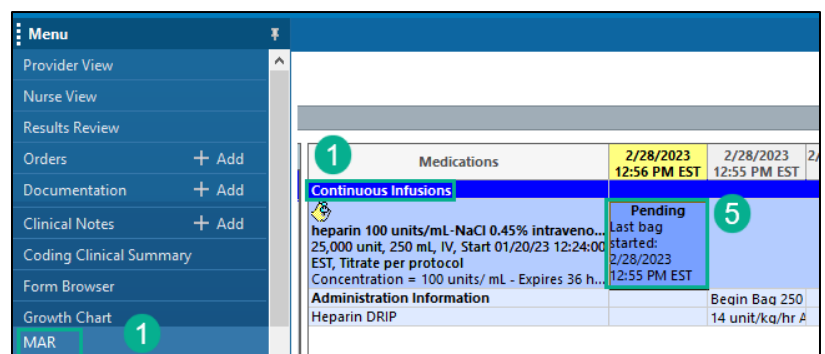 Menu
Provider View
Nurse View
Results Review
Orders + Add
Documentation + Add
Clinical Notes + Add
Coding Clinical Summary
Form Browser
Growth Chart
MAR 1
1 Medications
2/28/2023
12:56 PM EST
2/28/2023
12:55 PM EST
2/
Continuous Infusions
heparin 100 units/mL-NaCl 0.45% intraveno...
25,000 unit, 250 mL, IV, Start 01/20/23 12:24:00
EST, Titrate per protocol
Concentration = 100 units/ mL - Expires 36 h...
Pending
Last bag
started:
2/28/2023
12:55 PM EST
5
Administration Information
Begin Bag 250
Heparin DRIP
14 unit/kg/hr A